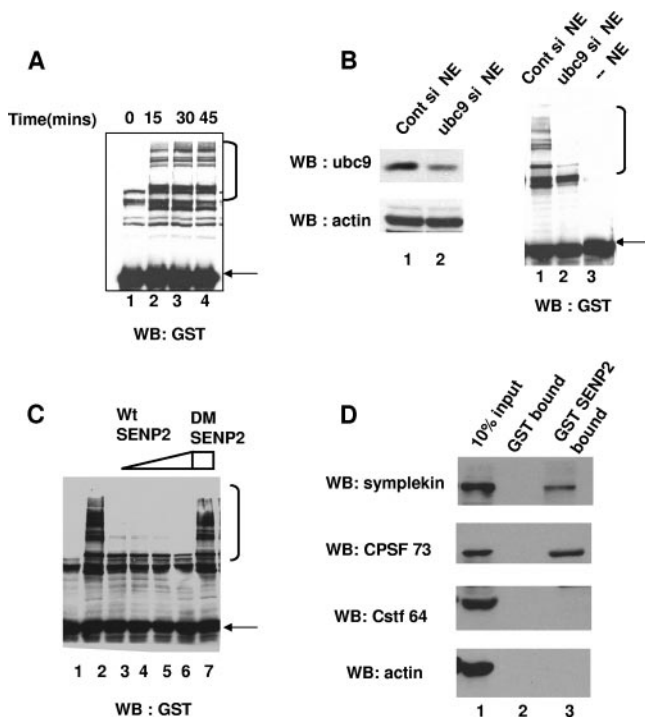 A
Time(mins) 0 15 30 45
1 2 3 4
WB: GST
B
Cont si NE
ubc9 si NE
WB : ubc9
WB : actin
1 2
Cont si NE
ubc9 si NE
-- NE
1 2 3
WB : GST
C
Wt
SENP2
DM
SENP2
1 2 3 4 5 6 7
WB : GST
D
10% input
GST bound
GST SENP2
bound
WB: symplekin
WB: CPSF 73
WB: Cstf 64
WB: actin
1 2 3